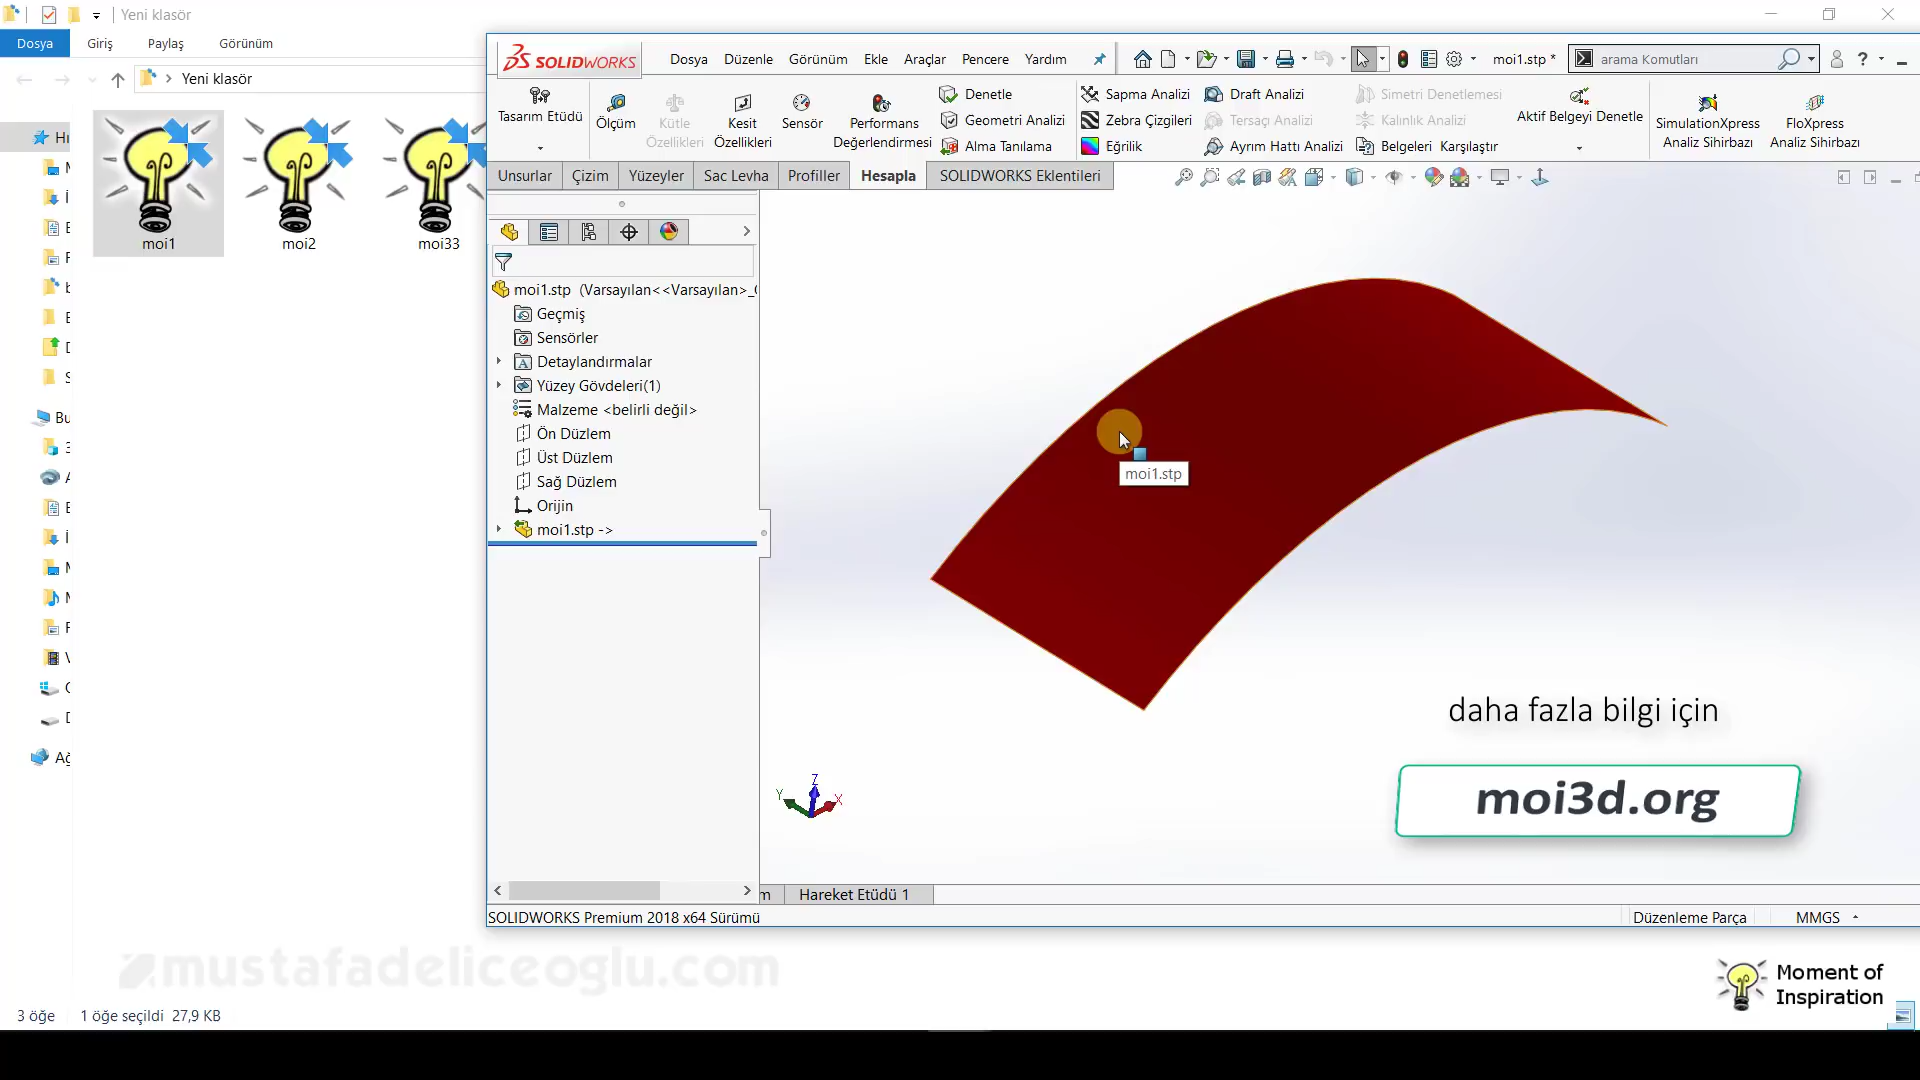 Yeni klasör
Dosya Giriş Paylaş Görünüm
Yeni klasör
moi1 moi2 moi33
3 öğe 1 öğe seçildi 27,9 KB
SOLIDWORKS Dosya Düzenle Görünüm Ekle Araçlar Pencere Yardım moi1.stp * arama Komutları ?
Tasarım Etüdü
Ölçüm
Kütle Özellikleri
Kesit Özellikleri
Sensör
Performans Değerlendirmesi
Denetle
Geometri Analizi
Alma Tanılama
Sapma Analizi
Zebra Çizgileri
Eğrilik
Draft Analizi
Tersaçı Analizi
Ayrım Hattı Analizi
Simetri Denetlemesi
Kalınlık Analizi
Belgeleri Karşılaştır
Aktif Belgeyi Denetle
SimulationXpress
Analiz Sihirbazı
FloXpress
Analiz Sihirbazı
Unsurlar Çizim Yüzeyler Sac Levha Profiller Hesapla SOLIDWORKS Eklentileri
moi1.stp (Varsayılan<<Varsayılan>_
Geçmiş
Sensörler
Detaylandırmalar
Yüzey Gövdeleri(1)
Malzeme <belirli değil>
Ön Düzlem
Üst Düzlem
Sağ Düzlem
Orijin
moi1.stp ->
moi1.stp
Z
Y X
daha fazla bilgi için
moi3d.org
Hareket Etüdü 1
SOLIDWORKS Premium 2018 x64 Sürümü Düzenleme Parça MMGS
mustafadeliceoglu.com
Moment of
Inspiration